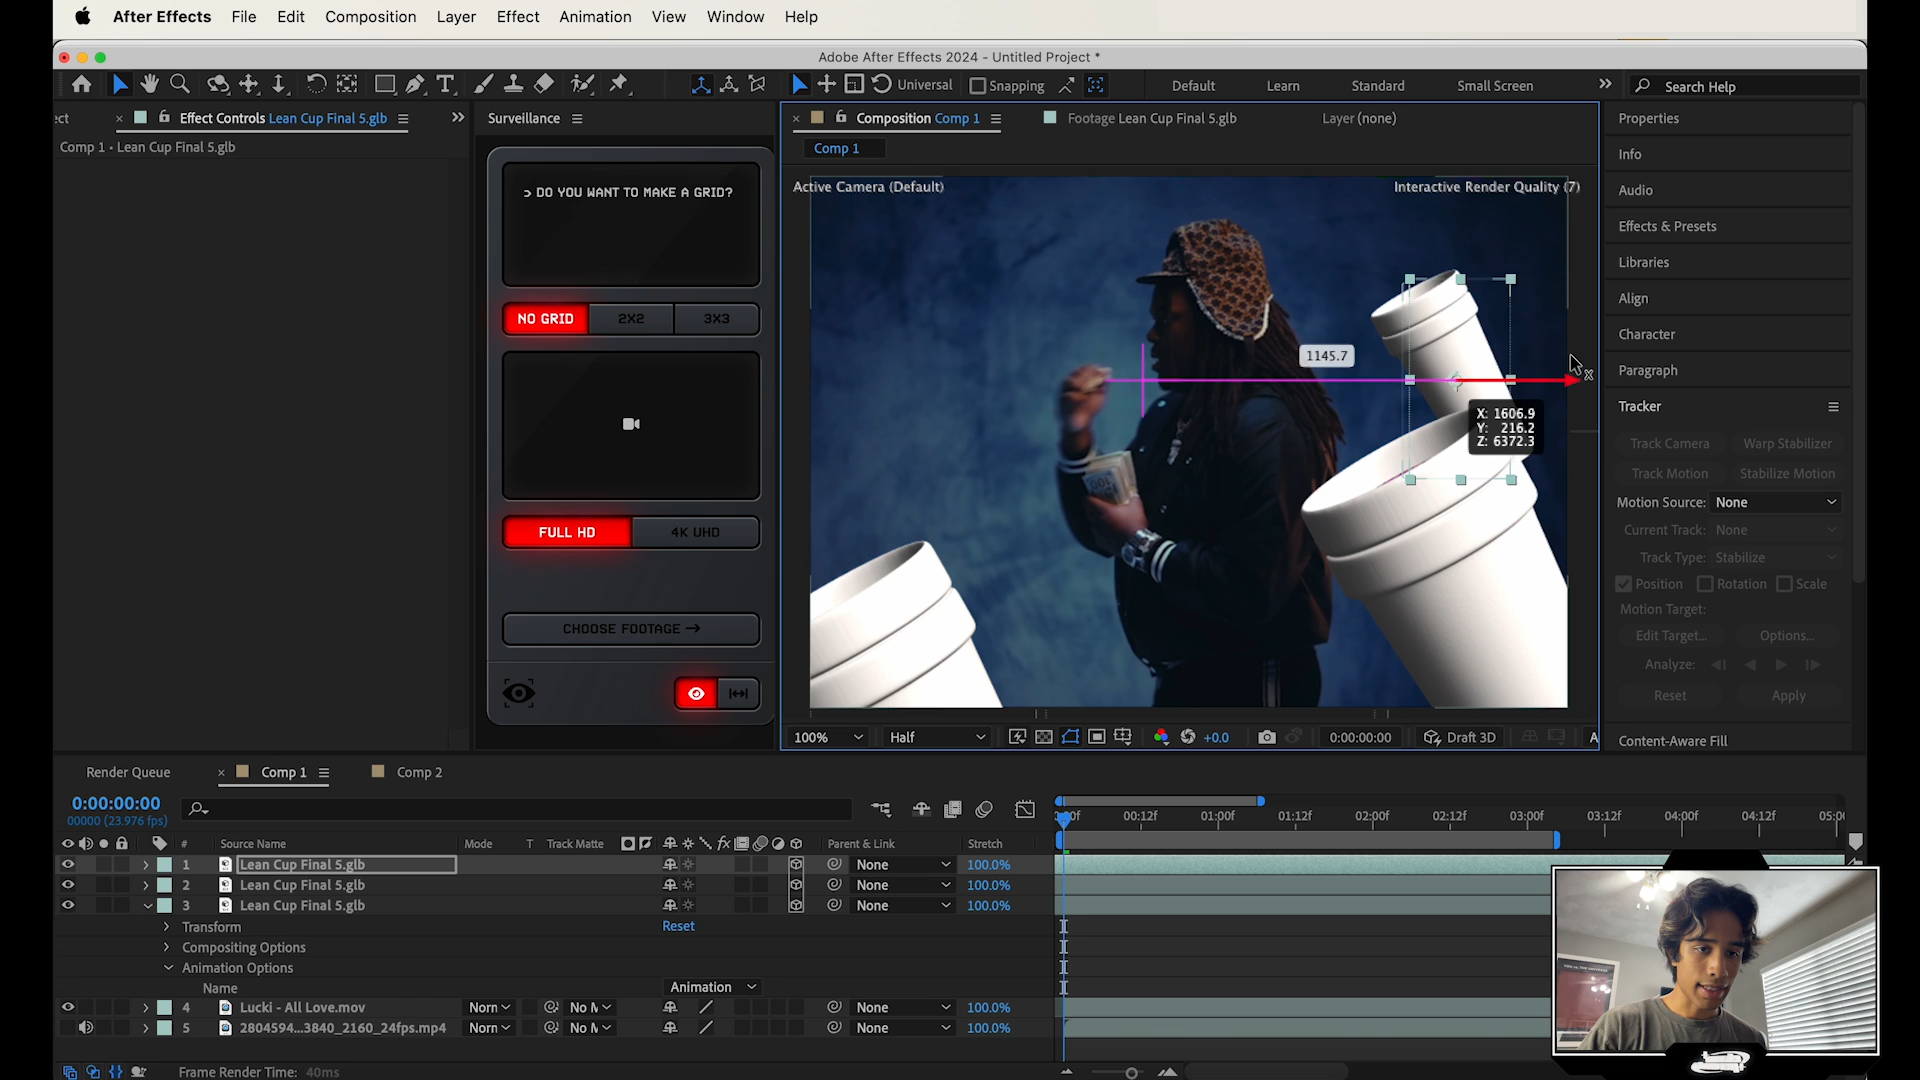 After Effects File Edit Composition Layer Effect Animation View Window Help
Adobe After Effects 2024 - Untitled Project *
Universal Snapping Default Learn Standard Small Screen Search Help
ect Effect Controls Lean Cup Final 5.glb
Comp 1 • Lean Cup Final 5.glb
Surveillance
DO YOU WANT TO MAKE A GRID?
NO GRID 2X2 3X3
FULL HD 4K UHD
CHOOSE FOOTAGE →
Composition Comp 1 Footage Lean Cup Final 5.glb Layer (none)
Comp 1
Active Camera (Default) Interactive Render Quality (7)
1145.7
X
X: 1606.9
Y: 216.2
Z: 6372.3
100% Half +0.0 0:00:00:00 Draft 3D A
Properties
Info
Audio
Effects & Presets
Libraries
Align
Character
Paragraph
Tracker
Track Camera Warp Stabilizer
Track Motion Stabilize Motion
Motion Source: None
Current Track: None
Track Type: Stabilize
Position Rotation Scale
Motion Target:
Edit Target... Options...
Analyze:
Reset Apply
Content-Aware Fill
Render Queue Comp 1 Comp 2
0:00:00:00
00000 (23.976 fps)
00f 00:12f 01:00f 01:12f 02:00f 02:12f 03:00f 03:12f 04:00f 04:12f 05:0
# Source Name Mode T Track Matte fx Parent & Link Stretch
1 Lean Cup Final 5.glb None 100.0%
2 Lean Cup Final 5.glb None 100.0%
3 Lean Cup Final 5.glb None 100.0%
Transform Reset
Compositing Options
Animation Options
Name Animation
4 Lucki - All Love.mov Norr No M None 100.0%
5 2804594...3840_2160_24fps.mp4 Norr No M None 100.0%
Frame Render Time: 40ms